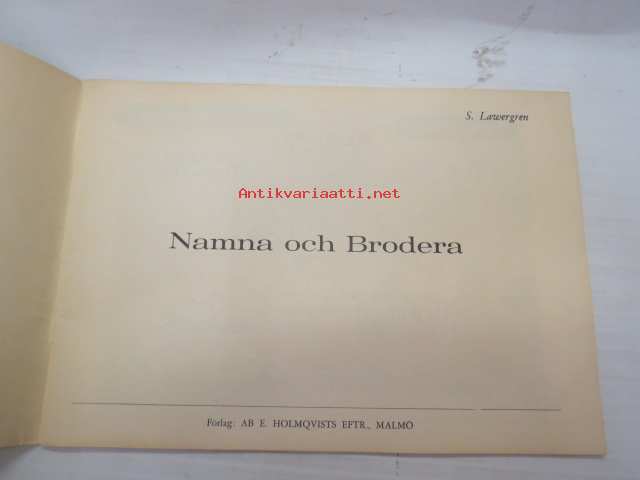 S. Lawergren
Antikvariaatti.net
Namna och Brodera
Förlag: AB E. HOLMQVISTS EFTR., MALMÖ